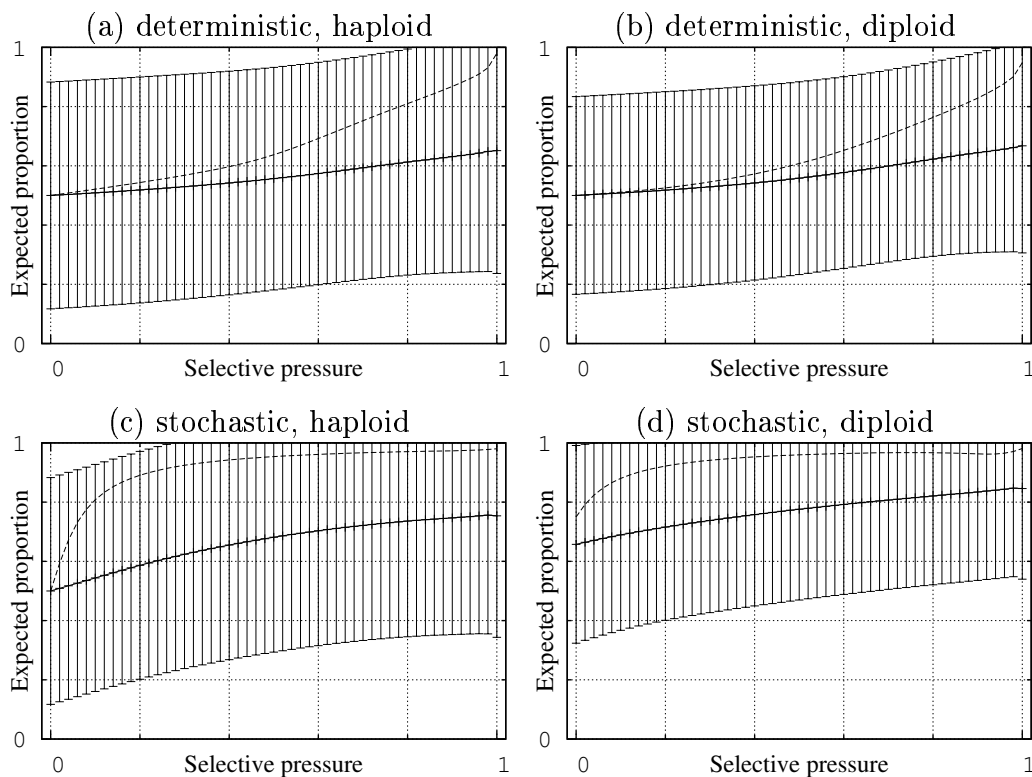 (a) deterministic, haploid
1
Expected proportion
0
0
Selective pressure
1
(b) deterministic, diploid
1
Expected proportion
0
0
Selective pressure
1
(c) stochastic, haploid
1
Expected proportion
0
0
Selective pressure
1
(d) stochastic, diploid
1
Expected proportion
0
0
Selective pressure
1